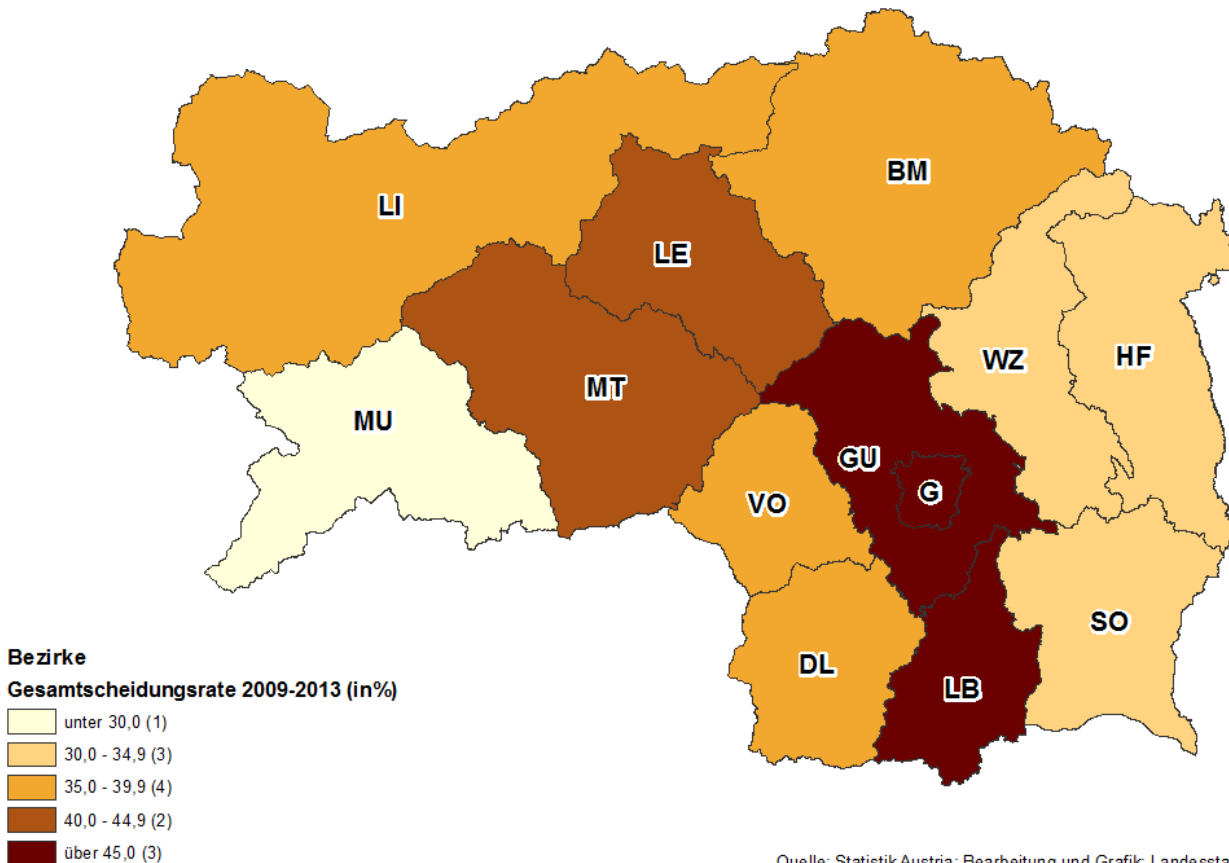 BM
LI
LE
WZ
HF
MT
MU
GU
G
VO
SO
DL
LB
Bezirke
Gesamtscheidungsrate 2009-2013 (in%)
unter 30,0 (1)
30,0 - 34,9 (3)
35,0 - 39,9 (4)
40,0 - 44,9 (2)
über 45,0 (3)
Quelle: Statistik Austria; Bearbeitung und Grafik: